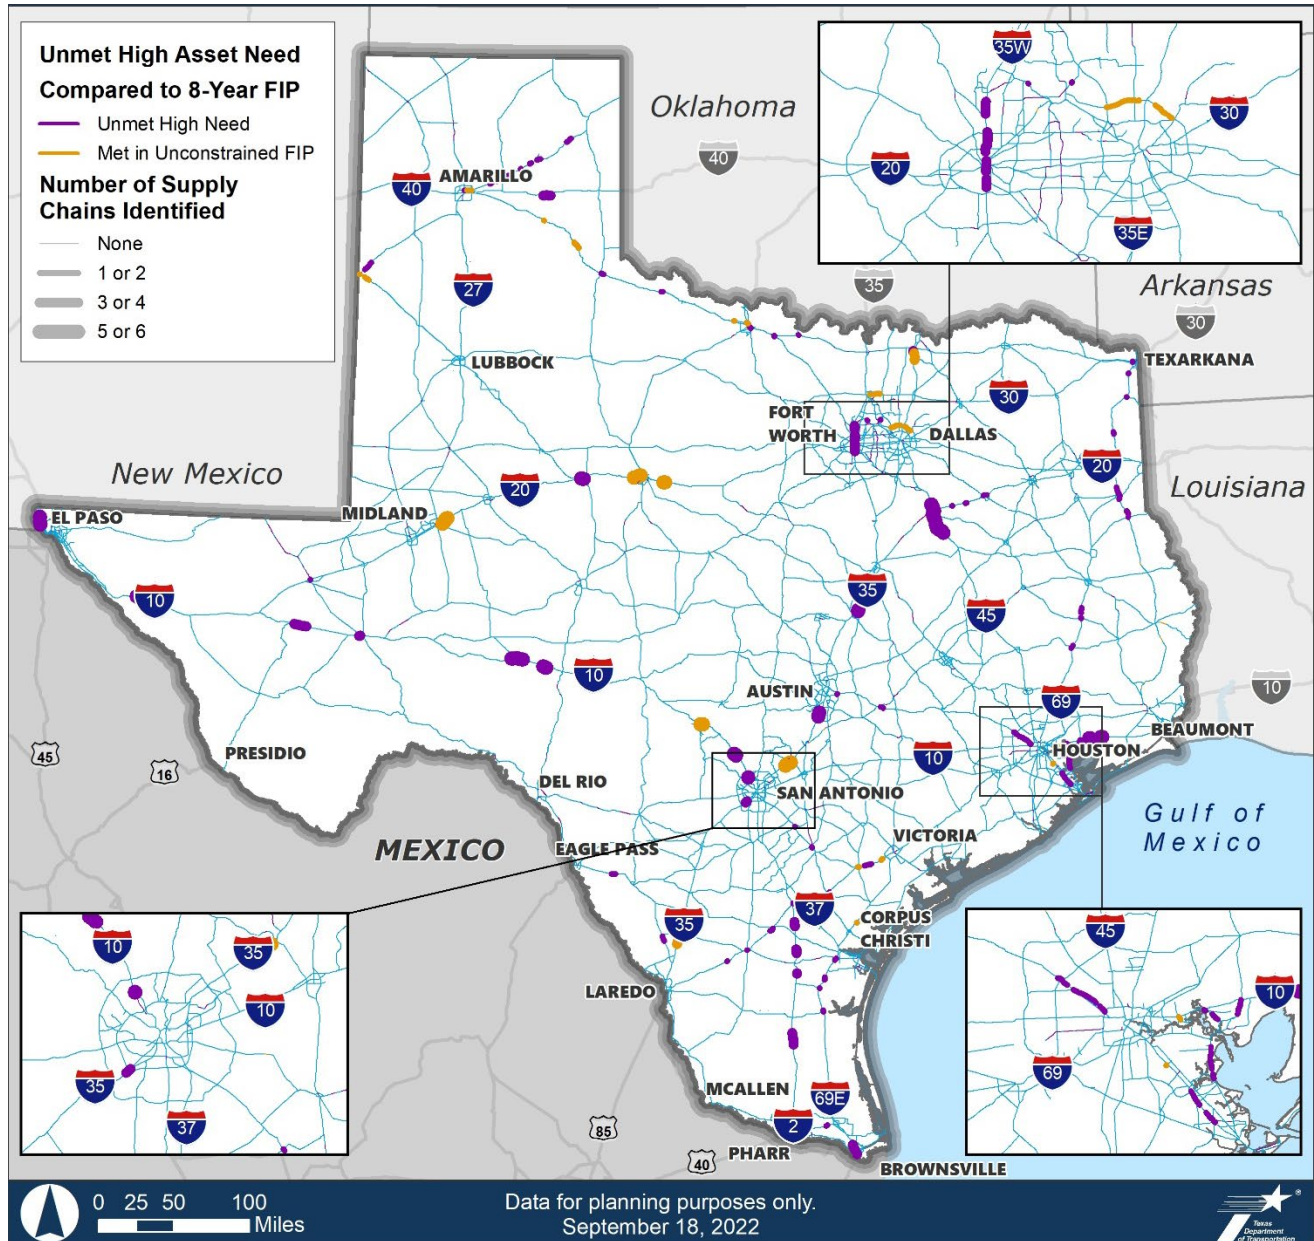 Unmet High Asset Need
Compared to 8-Year FIP
Unmet High Need
Met in Unconstrained FIP
Number of Supply
Chains Identified
None
1 or 2
3 or 4
5 or 6
Oklahoma
40
35W
30
20
35E
AMARILLO
40
27
35
Arkansas
30
LUBBOCK
TEXARKANA
30
FORT
WORTH
DALLAS
20
New Mexico
20
Louisiana
EL PASO
MIDLAND
10
35
45
10
AUSTIN
69
10
BEAUMONT
HOUSTON
10
PRESIDIO
45
16
DEL RIO
SAN ANTONIO
Gulf of
Mexico
MEXICO
EAGLE PASS
VICTORIA
37
35
CORPUS
CHRISTI
LAREDO
10
35
10
35
37
45
10
69
MCALLEN
69E
2
PHARR
85
40
BROWNSVILLE
0 25 50 100
Miles
Data for planning purposes only.
September 18, 2022
Texas
Department
of Transportation